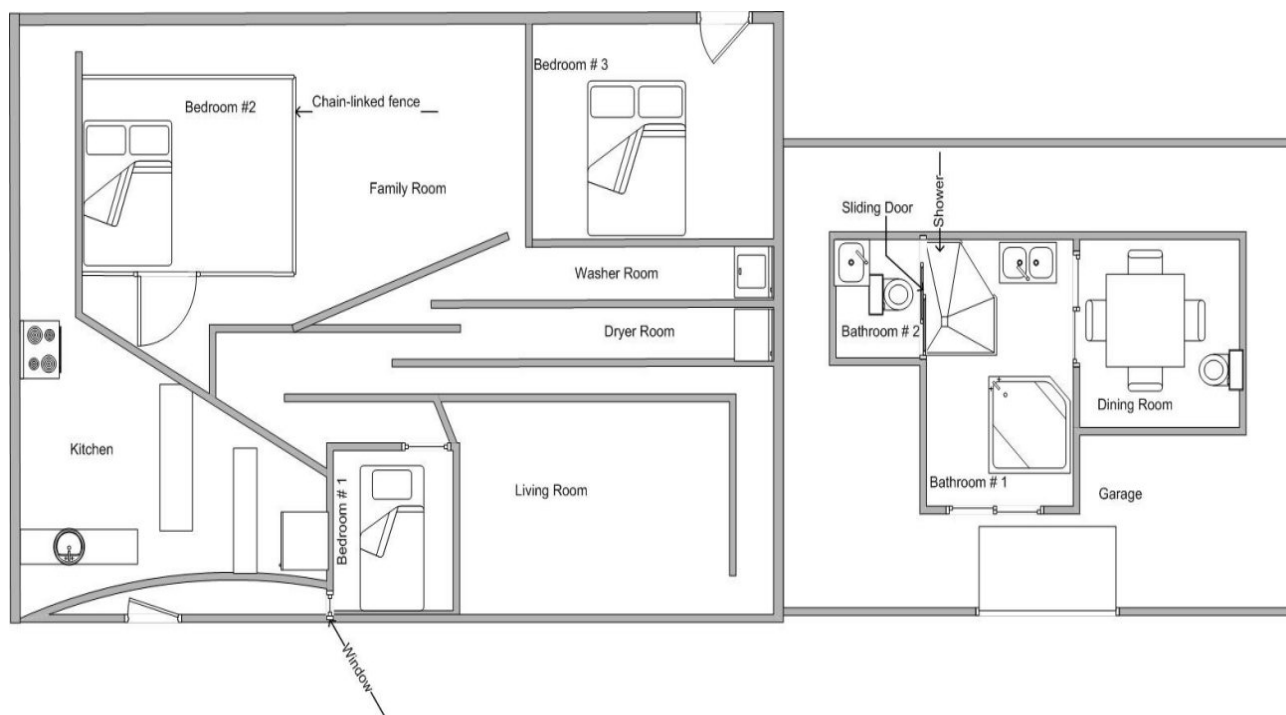 Bedroom # 3
Bedroom #2
Chain-linked fence
Family Room
Shower
Sliding Door
Washer Room
Dryer Room
Bathroom # 2
Dining Room
Kitchen
Bedroom # 1
Living Room
Bathroom # 1
Garage
Window